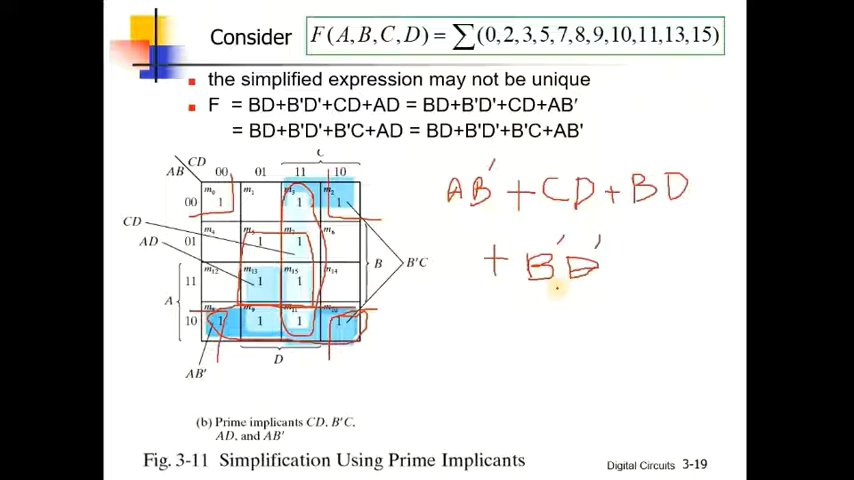 Consider F(A,B,C,D) = ∑(0,2,3,5,7,8,9,10,11,13,15)
the simplified expression may not be unique
F = BD+B'D'+CD+AD = BD+B'D'+CD+AB′
= BD+B'D'+B'C+AD = BD+B'D'+B'C+AB'
C
CD
AB 00 01 11 10
m0 m1 m3 m2
00 1 1 1
CD
m4 m5 m7 m6
01 1 1
AD
B B'C
m12 m13 m15 m14
11 1 1
A
m8 m9 m11 m10
10 1 1 1 1
D
AB'
AB' + CD + BD
+ B'D'
(b) Prime implicants CD, B'C,
AD, and AB'
Fig. 3-11 Simplification Using Prime Implicants
Digital Circuits 3-19